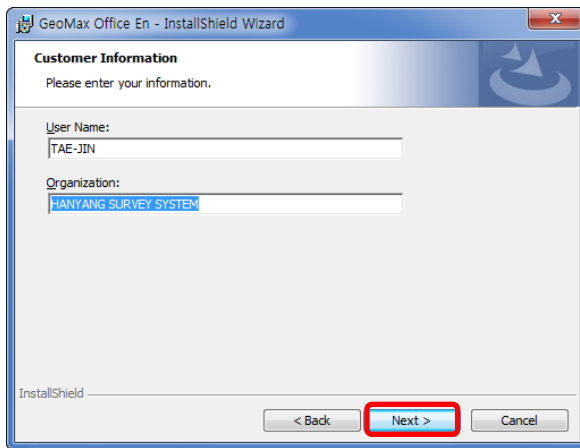 GeoMax Office En - InstallShield Wizard
Customer Information
Please enter your information.
User Name:
TAE-JIN
Organization:
HANYANG SURVEY SYSTEM
InstallShield
< Back Next > Cancel